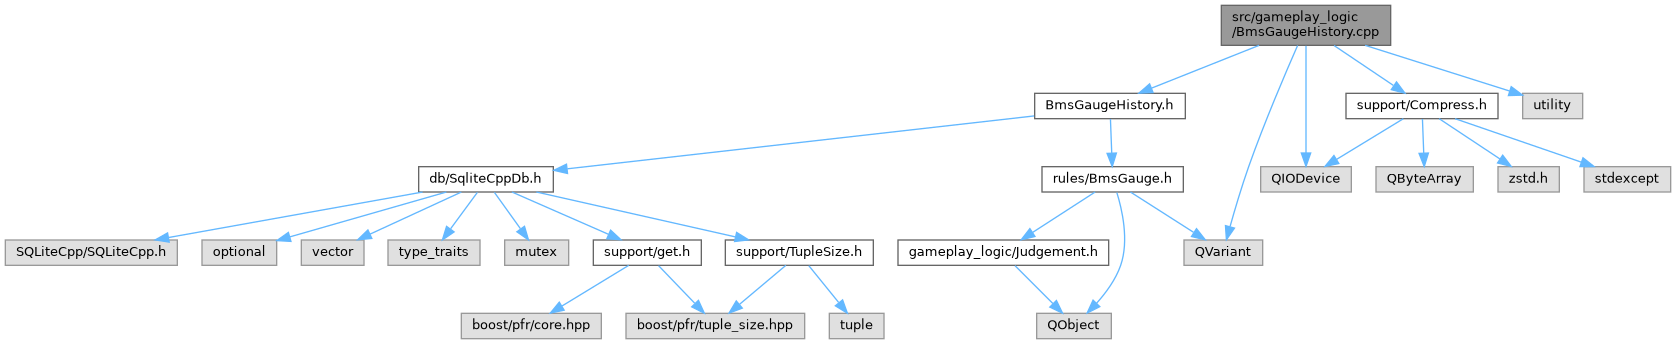 src/gameplay_logic
/BmsGaugeHistory.cpp
BmsGaugeHistory.h
support/Compress.h
utility
db/SqliteCppDb.h
rules/BmsGauge.h
QIODevice
QByteArray
zstd.h
stdexcept
SQLiteCpp/SQLiteCpp.h
optional
vector
type_traits
mutex
support/get.h
support/TupleSize.h
gameplay_logic/Judgement.h
QVariant
boost/pfr/core.hpp
boost/pfr/tuple_size.hpp
tuple
QObject